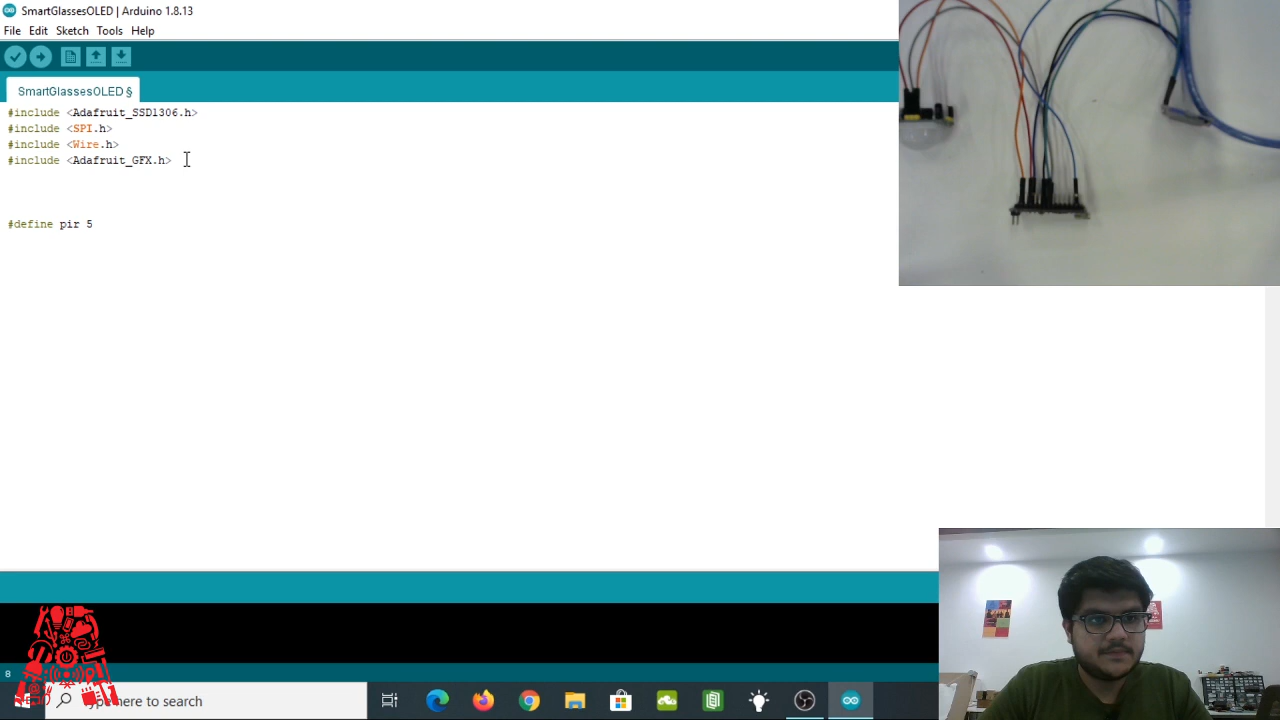 SmartGlassesOLED | Arduino 1.8.13
File Edit Sketch Tools Help
SmartGlassesOLED §
#include <Adafruit_SSD1306.h>
#include <SPI.h>
#include <Wire.h>
#include <Adafruit_GFX.h>
#define pir 5
8
here to search